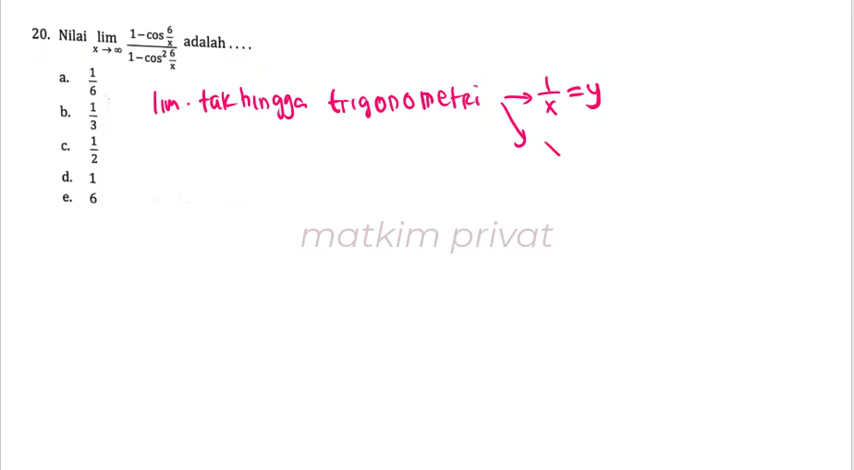 20. Nilai lim x→∞ (1−cos 6/x)/(1−cos² 6/x) adalah ....
a. 1/6
lim. tak hingga trigonometri → 1/x = y
b. 1/3
c. 1/2
d. 1
e. 6
matkim privat